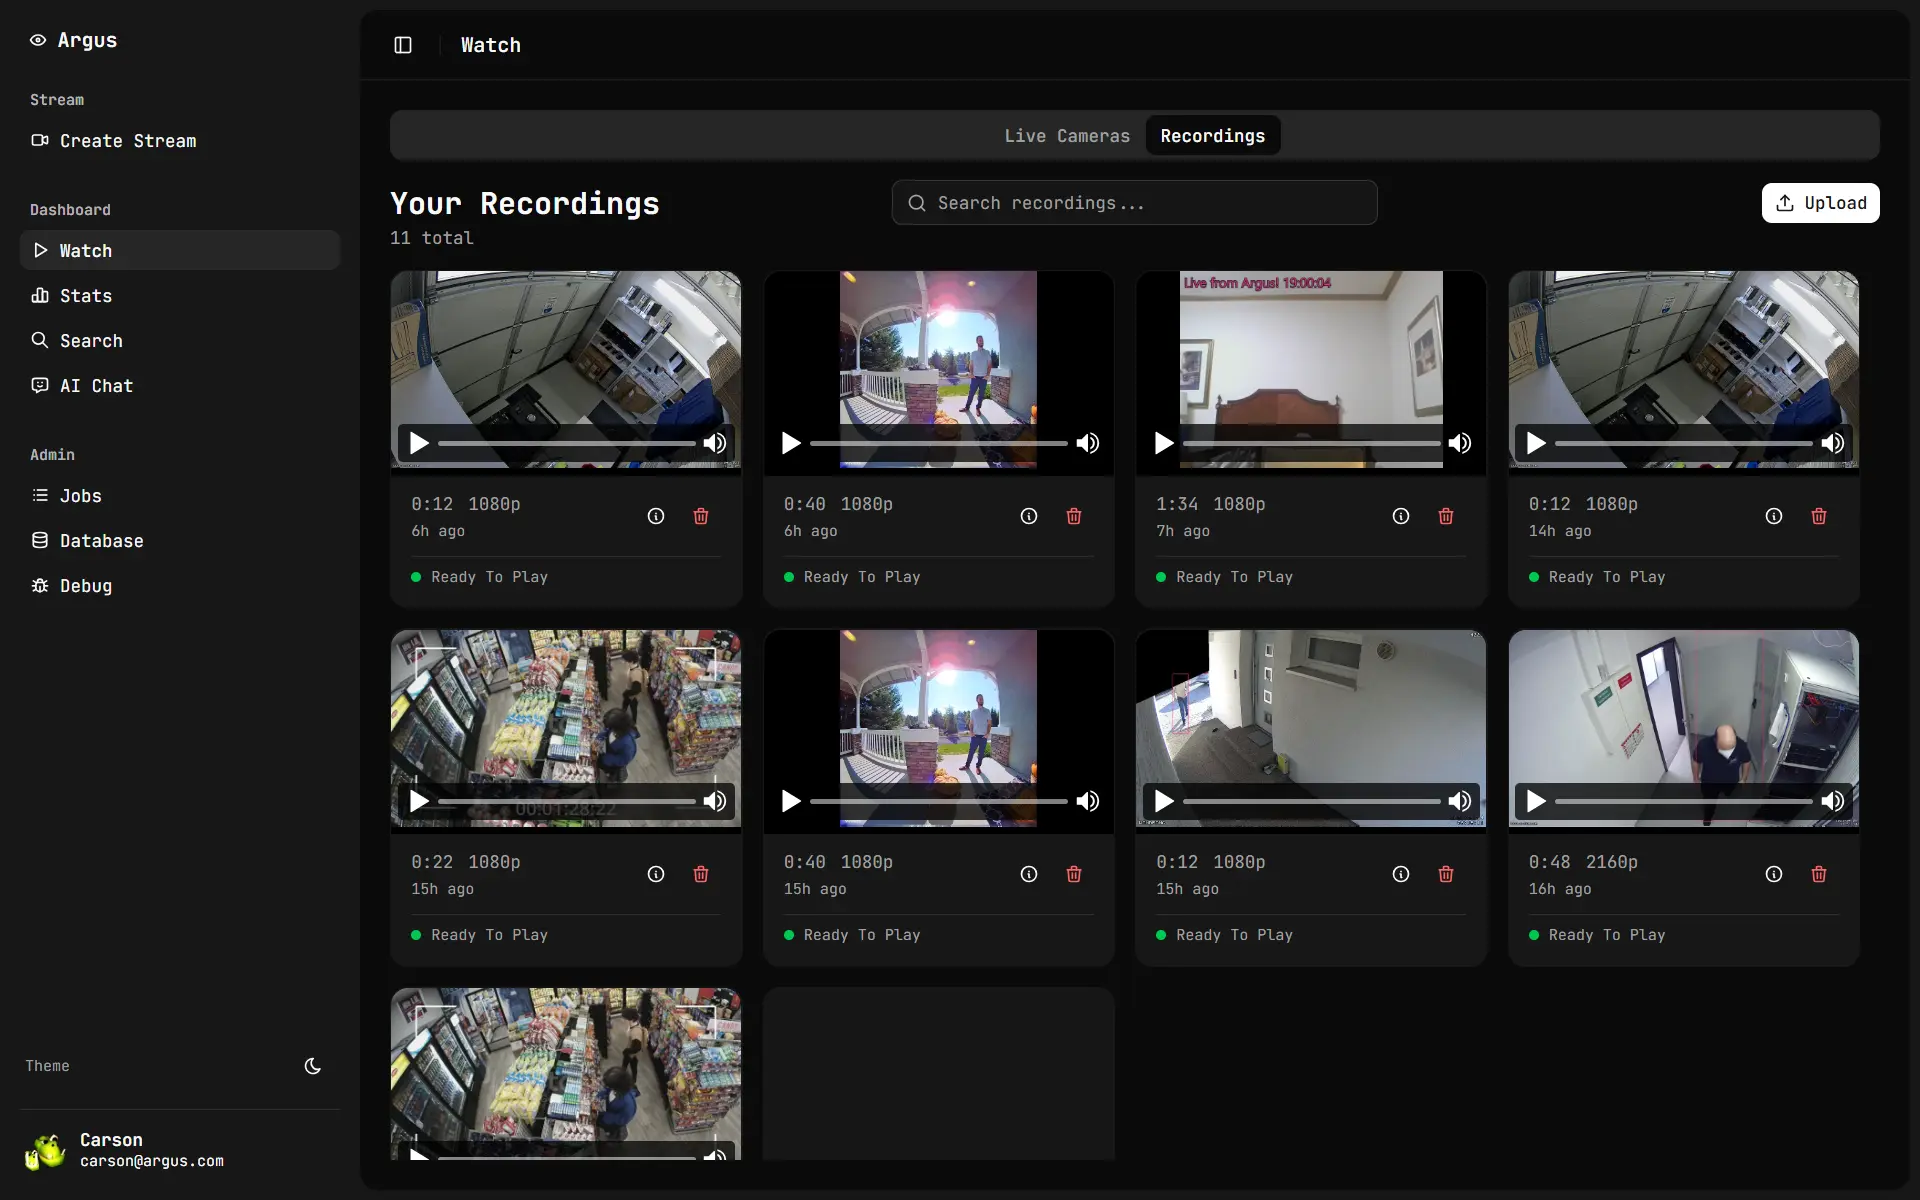 Argus
Stream
Create Stream
Dashboard
Watch
Stats
Search
AI Chat
Admin
Jobs
Database
Debug
Theme
Carson
carson@argus.com
Watch
Live Cameras
Recordings
Your Recordings
11 total
Search recordings...
Upload
0:12 1080p
6h ago
Ready To Play
0:40 1080p
6h ago
Ready To Play
Live from Argus! 19:00:04
1:34 1080p
7h ago
Ready To Play
0:12 1080p
14h ago
Ready To Play
00:01:28:22
0:22 1080p
15h ago
Ready To Play
0:40 1080p
15h ago
Ready To Play
0:12 1080p
15h ago
Ready To Play
0:48 2160p
16h ago
Ready To Play